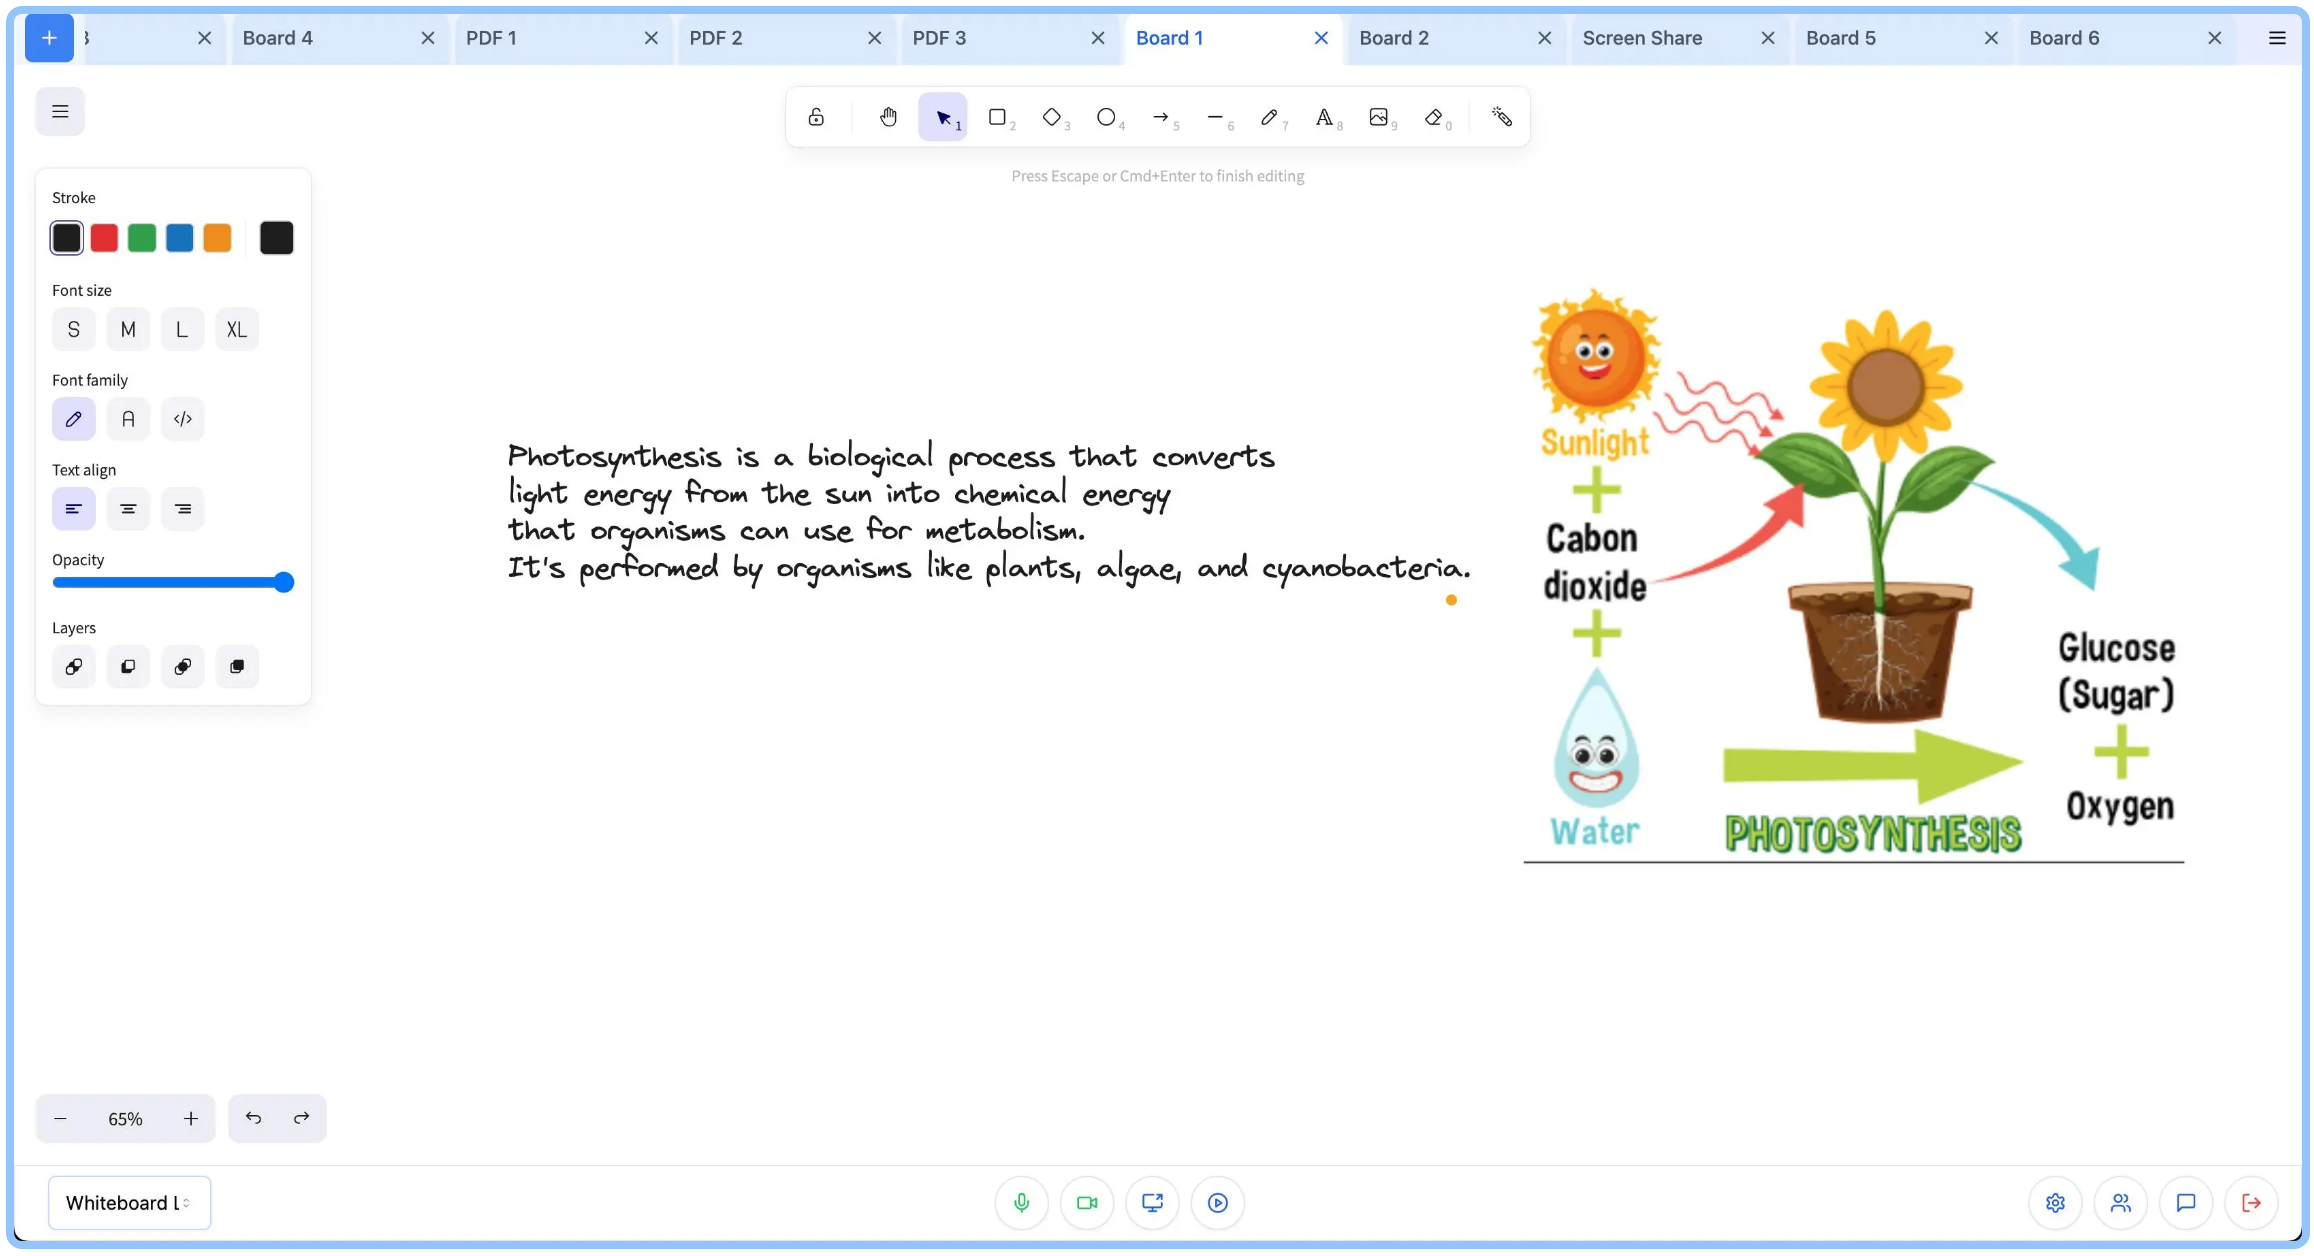 3
Board 4
PDF 1
PDF 2
PDF 3
Board 1
Board 2
Screen Share
Board 5
Board 6
1
2
3
4
5
6
7
A 8
9
0
Press Escape or Cmd+Enter to finish editing
Stroke
Font size
S M L XL
Font family
A </>
Text align
Opacity
Layers
Photosynthesis is a biological process that converts
light energy from the sun into chemical energy
that organisms can use for metabolism.
It's performed by organisms like plants, algae, and cyanobacteria.
Sunlight
+
Cabon
dioxide
+
Water
PHOTOSYNTHESIS
Glucose
(Sugar)
+
Oxygen
65%
Whiteboard